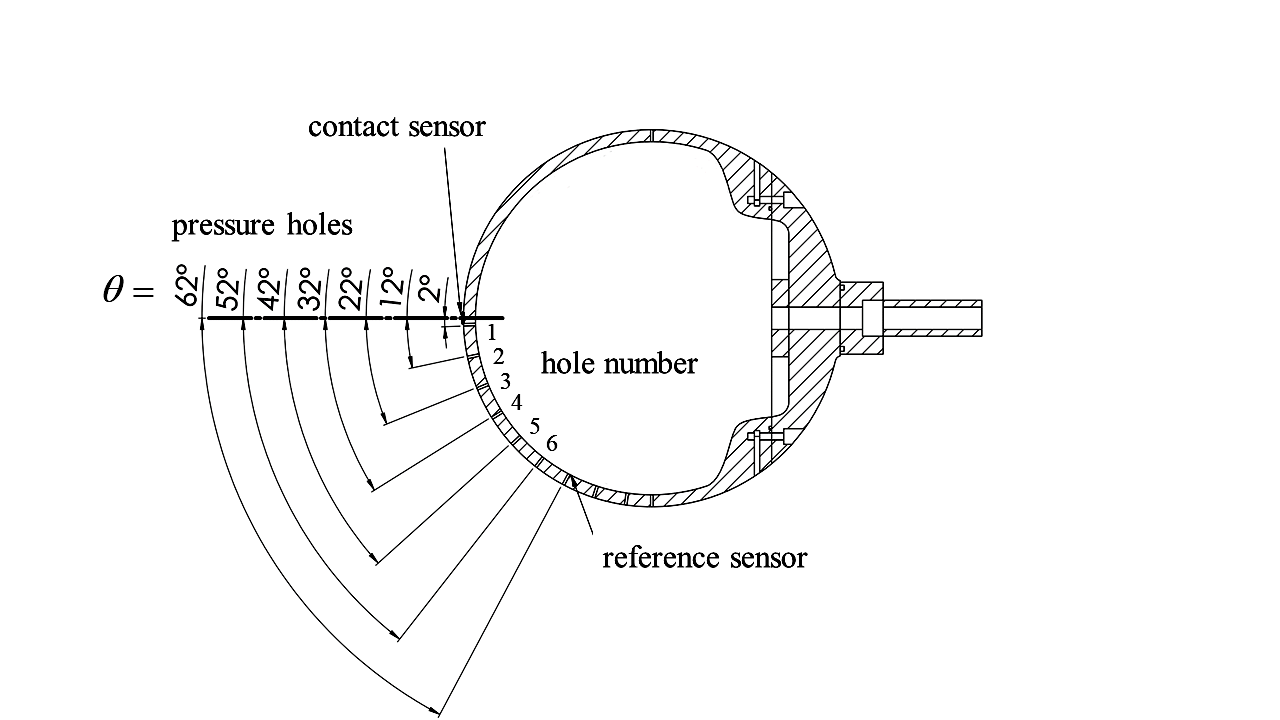 contact sensor
pressure holes
θ = 62° 52° 42° 32° 22° 12° 2°
1
2
hole number
3
4
5
6
reference sensor